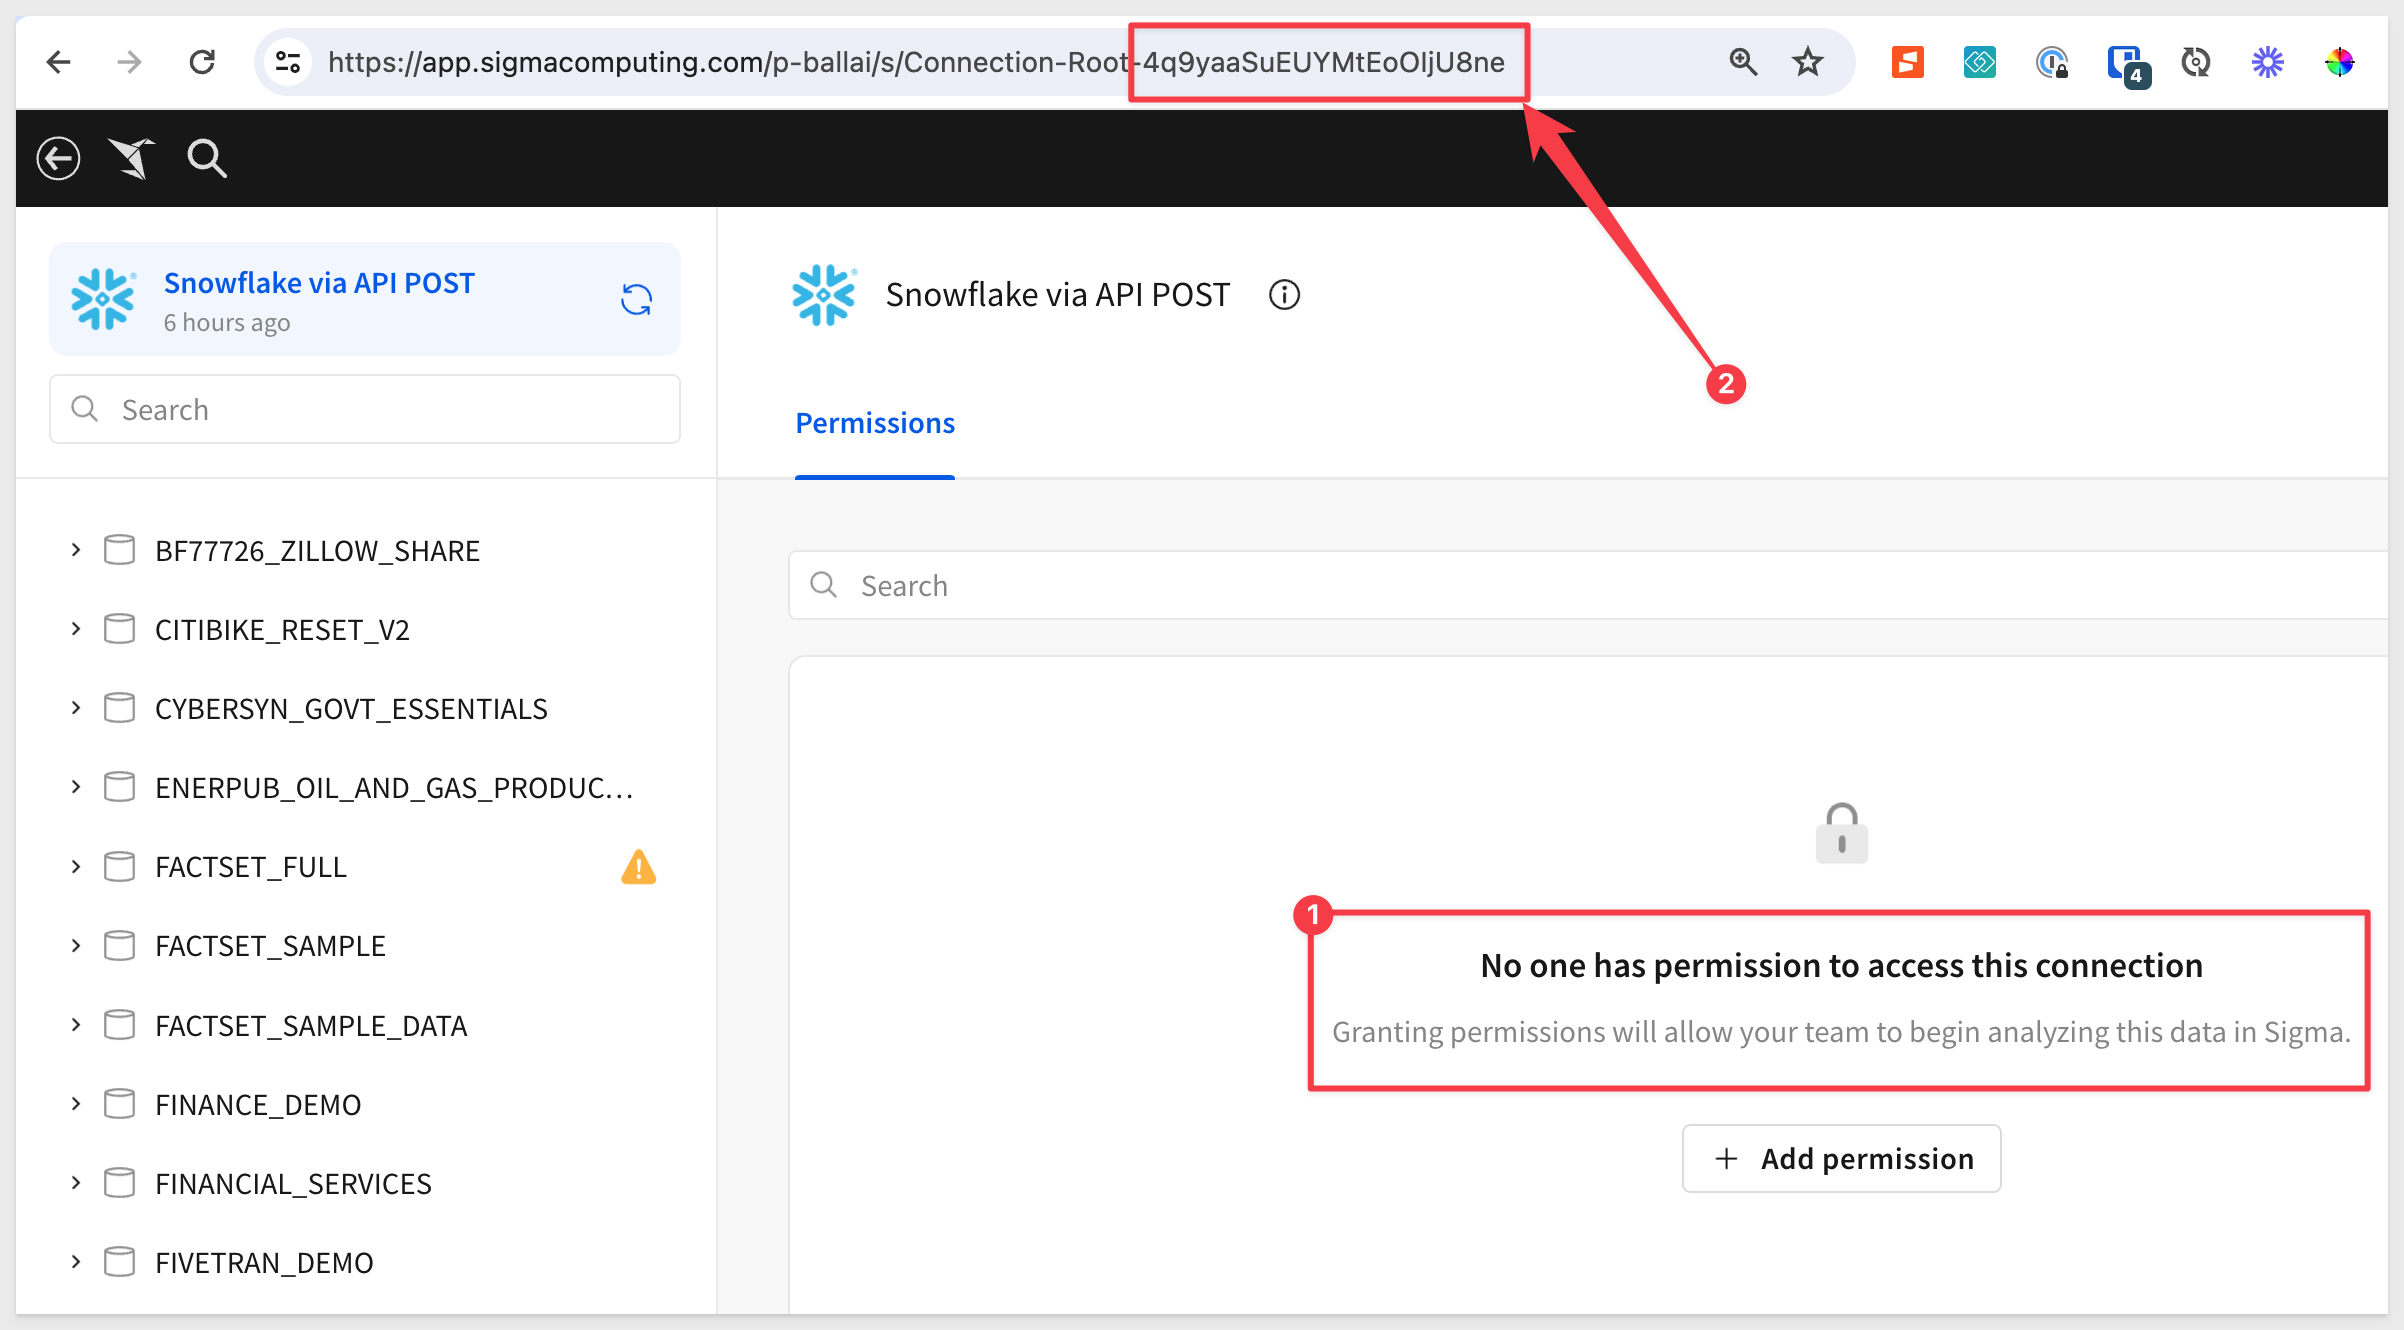 https://app.sigmacomputing.com/p-ballai/s/Connection-Root-4q9yaaSuEUYMtEoOIjU8ne
4
Snowflake via API POST
6 hours ago
Search
BF77726_ZILLOW_SHARE
CITIBIKE_RESET_V2
CYBERSYN_GOVT_ESSENTIALS
ENERPUB_OIL_AND_GAS_PRODUC...
FACTSET_FULL
FACTSET_SAMPLE
FACTSET_SAMPLE_DATA
FINANCE_DEMO
FINANCIAL_SERVICES
FIVETRAN_DEMO
Snowflake via API POST
2
Permissions
Search
1
No one has permission to access this connection
Granting permissions will allow your team to begin analyzing this data in Sigma.
+ Add permission